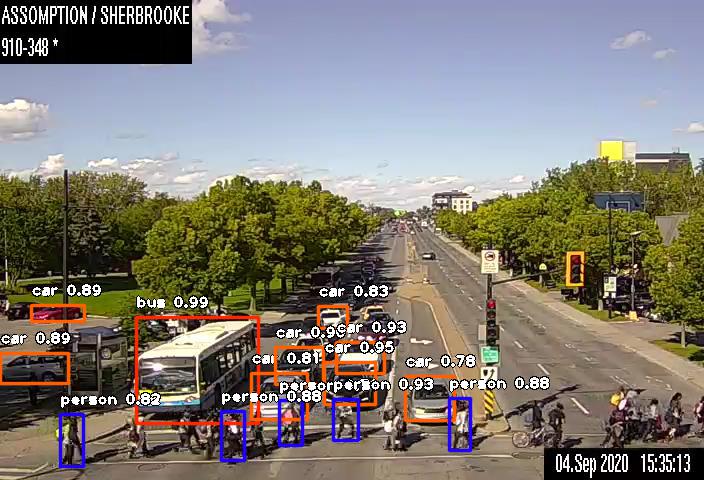 ASSOMPTION / SHERBROOKE
910-348 *
car 0.89
car 0.83
bus 0.99
car 0.93
car 0.89
car 0.95
car 0.81
car 0.78
person 0.93
person 0.88
person 0.82
person 0.88
04.Sep 2020 15:35:13